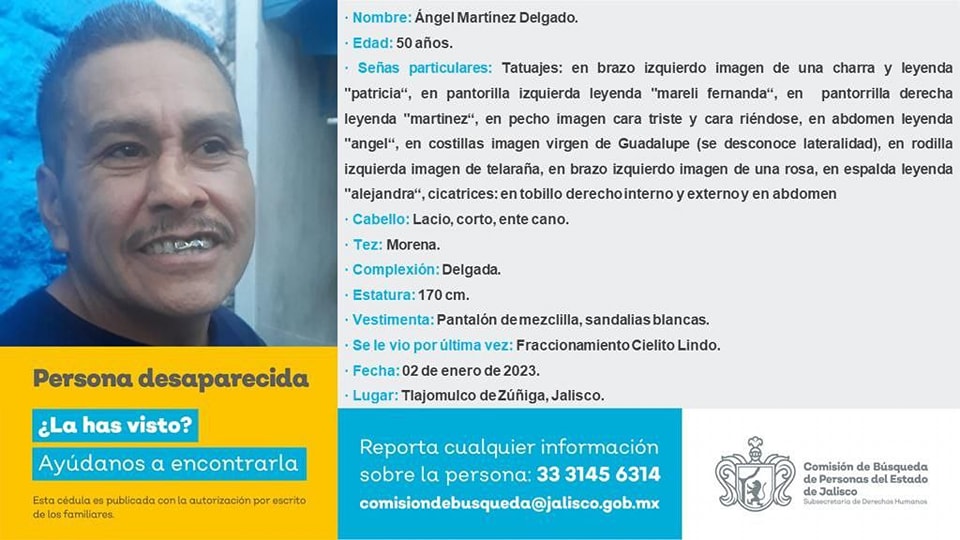 · Nombre: Ángel Martínez Delgado.
· Edad: 50 años.
· Señas particulares: Tatuajes: en brazo izquierdo imagen de una charra y leyenda
"patricia“, en pantorilla izquierda leyenda "mareli fernanda“, en pantorrilla derecha
leyenda "martinez“, en pecho imagen cara triste y cara riéndose, en abdomen leyenda
"angel“, en costillas imagen virgen de Guadalupe (se desconoce lateralidad), en rodilla
izquierda imagen de telaraña, en brazo izquierdo imagen de una rosa, en espalda leyenda
"alejandra“, cicatrices: en tobillo derecho interno y externo y en abdomen
· Cabello: Lacio, corto, ente cano.
· Tez: Morena.
· Complexión: Delgada.
· Estatura: 170 cm.
· Vestimenta: Pantalón de mezclilla, sandalias blancas.
· Se le vio por última vez: Fraccionamiento Cielito Lindo.
· Fecha: 02 de enero de 2023.
· Lugar: Tlajomulco de Zúñiga, Jalisco.
Persona desaparecida
¿La has visto?
Ayúdanos a encontrarla
Esta cédula es publicada con la autorización por escrito
de los familiares.
Reporta cualquier información
sobre la persona: 33 3145 6314
comisiondebusqueda@jalisco.gob.mx
Comisión de Búsqueda
de Personas del Estado
de Jalisco
Subsecretaría de Derechos Humanos